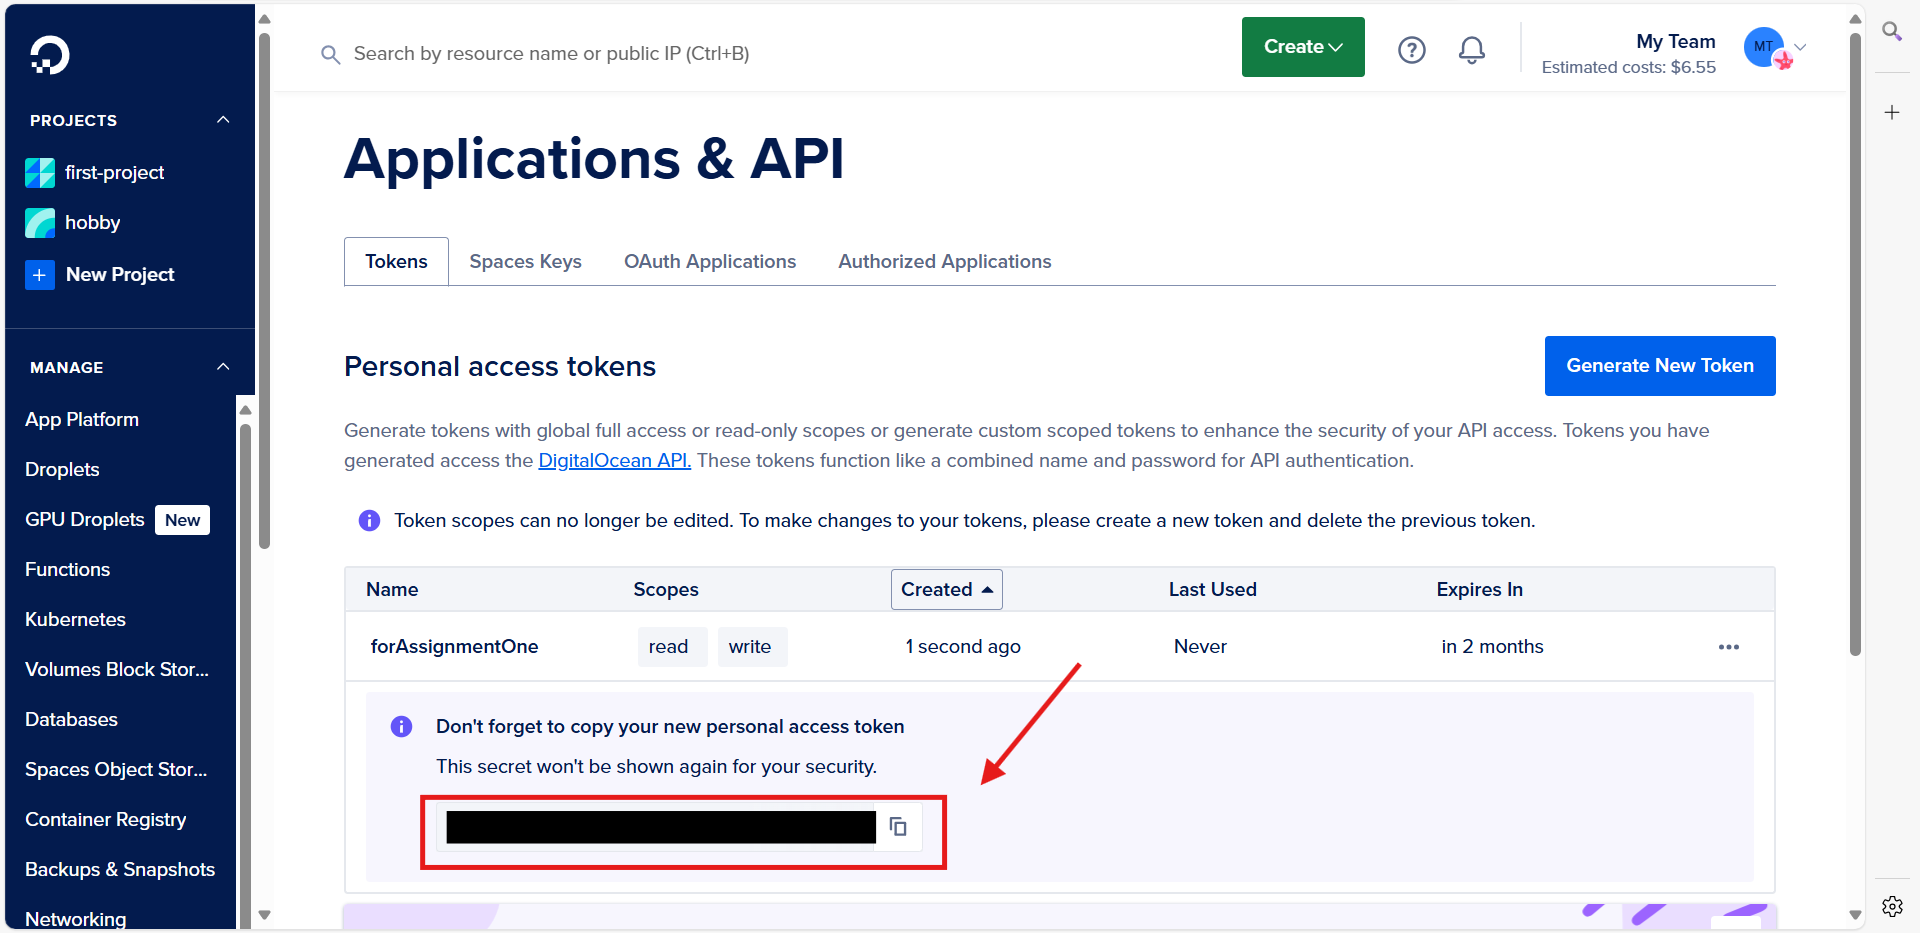 Search by resource name or public IP (Ctrl+B)
Create
My Team
Estimated costs: $6.55
MT
PROJECTS
first-project
hobby
New Project
MANAGE
App Platform
Droplets
GPU Droplets New
Functions
Kubernetes
Volumes Block Stor...
Databases
Spaces Object Stor...
Container Registry
Backups & Snapshots
Networking
Applications & API
Tokens Spaces Keys OAuth Applications Authorized Applications
Personal access tokens
Generate New Token
Generate tokens with global full access or read-only scopes or generate custom scoped tokens to enhance the security of your API access. Tokens you have
generated access the DigitalOcean API. These tokens function like a combined name and password for API authentication.
Token scopes can no longer be edited. To make changes to your tokens, please create a new token and delete the previous token.
Name Scopes Created Last Used Expires In
forAssignmentOne read write 1 second ago Never in 2 months
Don't forget to copy your new personal access token
This secret won't be shown again for your security.